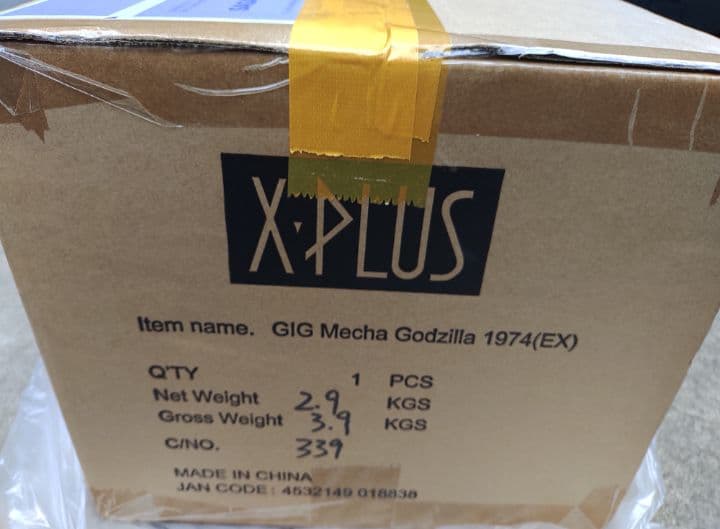 X·PLUS
Item name. GIG Mecha Godzilla 1974(EX)
Q'TY 1 PCS
Net Weight 2.9 KGS
Gross Weight 3.9 KGS
C/NO. 339
MADE IN CHINA
JAN CODE: 4532149 018838